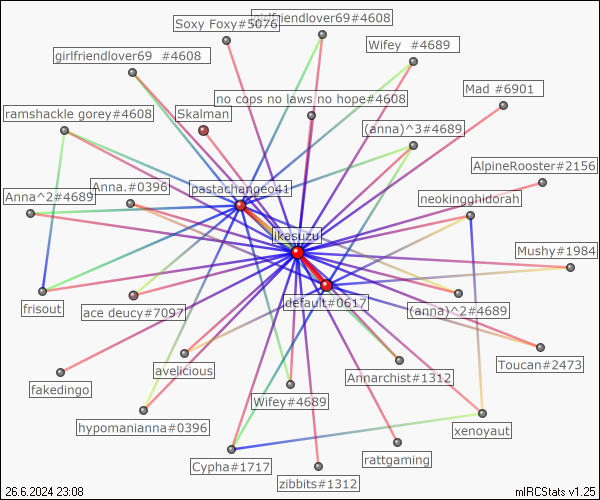 Soxy Foxy#5076
girlfriendlover69#4608
girlfriendlover69 #4608
Wifey #4689
Mad #6901
no cops no laws no hope#4608
ramshackle gorey#4608
Skalman
(anna)^3#4689
AlpineRooster#2156
Anna^2#4689
Anna.#0396
pastachangeo41
neokingghidorah
likasuzu
Mushy#1984
frisout
ace deucy#7097
default#0617
(anna)^2#4689
avelicious
Annarchist#1312
Toucan#2473
fakedingo
Wifey#4689
hypomanianna#0396
xenoyaut
Cypha#1717
rattgaming
zibbits#1312
26.6.2024 23:08
mIRCStats v1.25